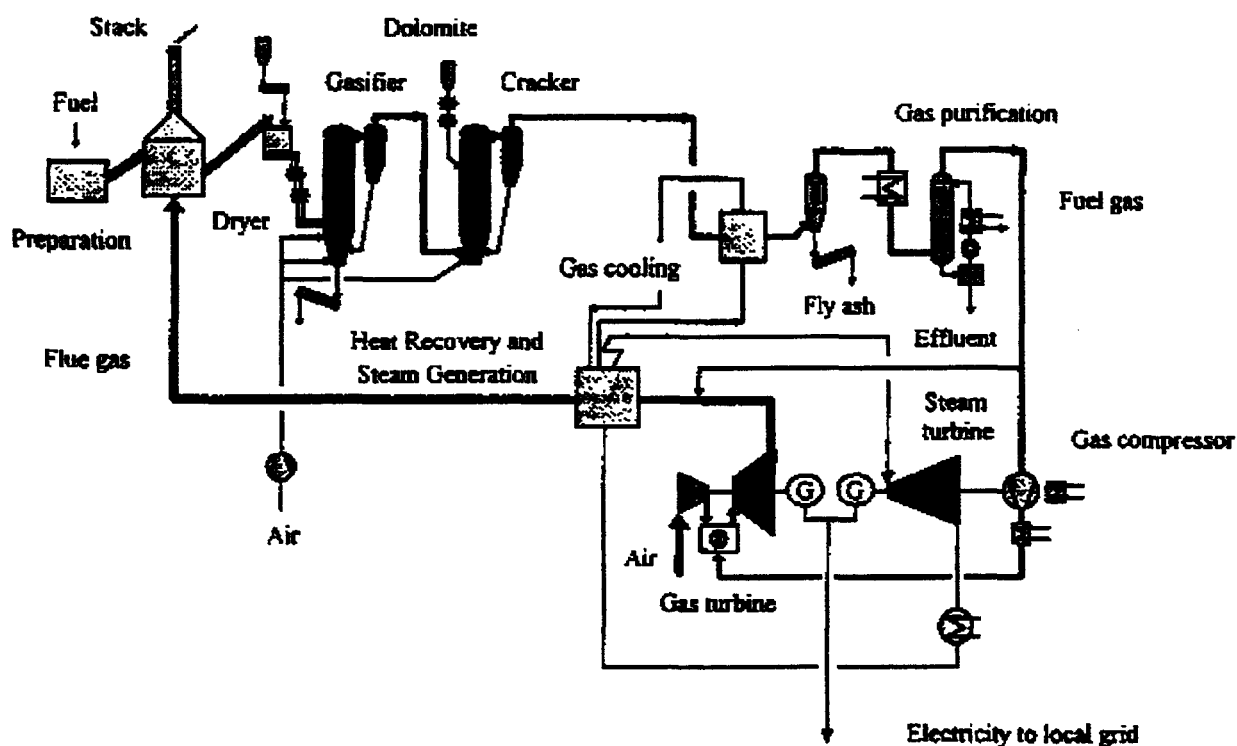 Stack
Dolomite
Gasifier
Cracker
Fuel
Gas purification
Fuel gas
Dryer
Preparation
Gas cooling
Fly ash
Effluent
Flue gas
Heat Recovery and
Steam Generation
Steam
turbine
Gas compressor
G
G
Air
Air
Gas turbine
Electricity to local grid